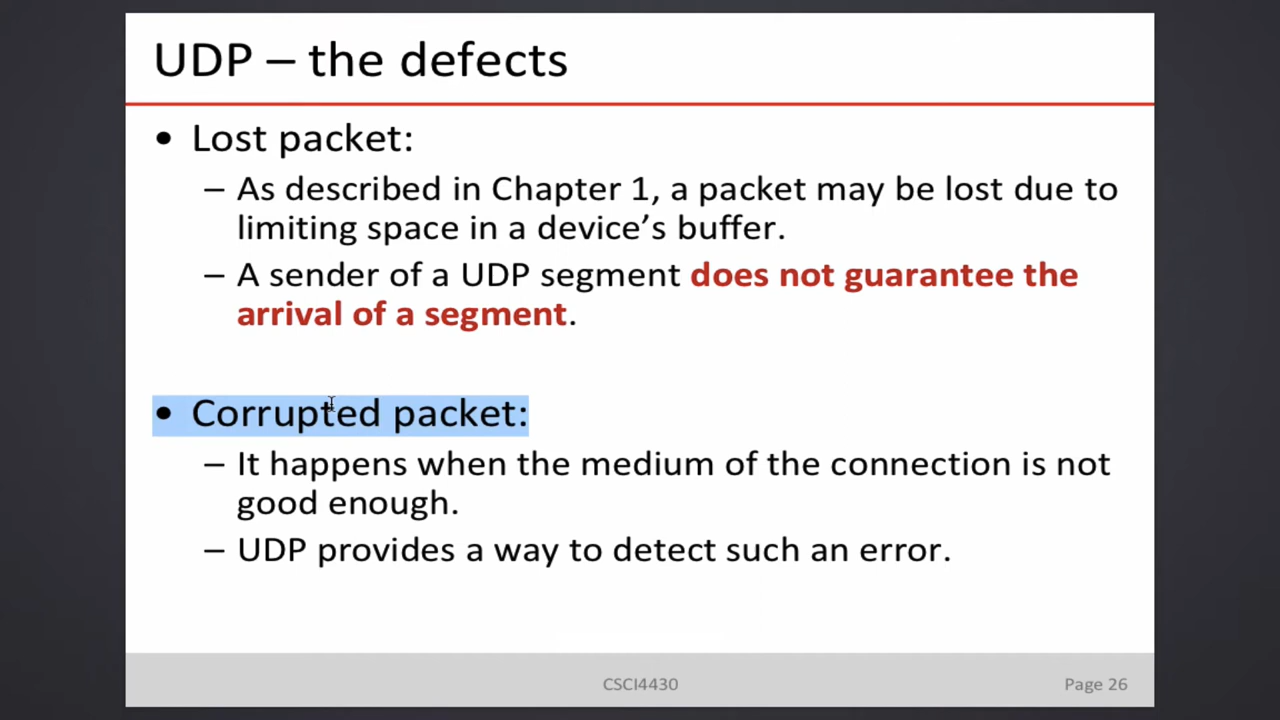 UDP – the defects
• Lost packet:
– As described in Chapter 1, a packet may be lost due to
limiting space in a device’s buffer.
– A sender of a UDP segment does not guarantee the
arrival of a segment.
• Corrupted packet:
– It happens when the medium of the connection is not
good enough.
– UDP provides a way to detect such an error.
CSCI4430
Page 26